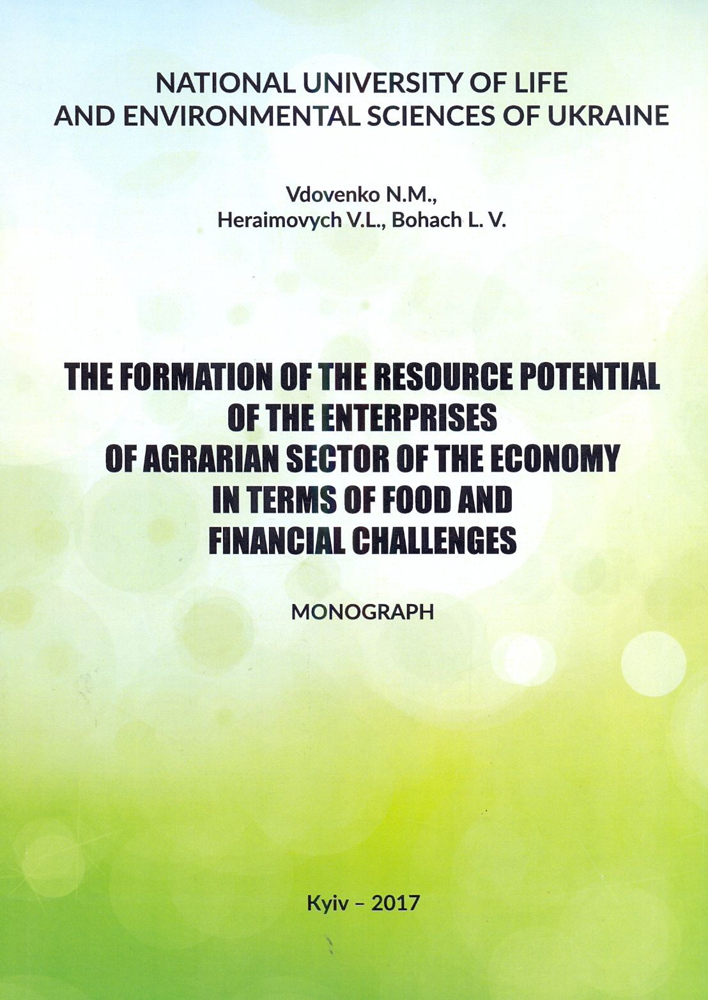 NATIONAL UNIVERSITY OF LIFE
AND ENVIRONMENTAL SCIENCES OF UKRAINE
Vdovenko N.M.,
Heraimovych V.L., Bohach L. V.
THE FORMATION OF THE RESOURCE POTENTIAL
OF THE ENTERPRISES
OF AGRARIAN SECTOR OF THE ECONOMY
IN TERMS OF FOOD AND
FINANCIAL CHALLENGES
MONOGRAPH
Kyiv – 2017